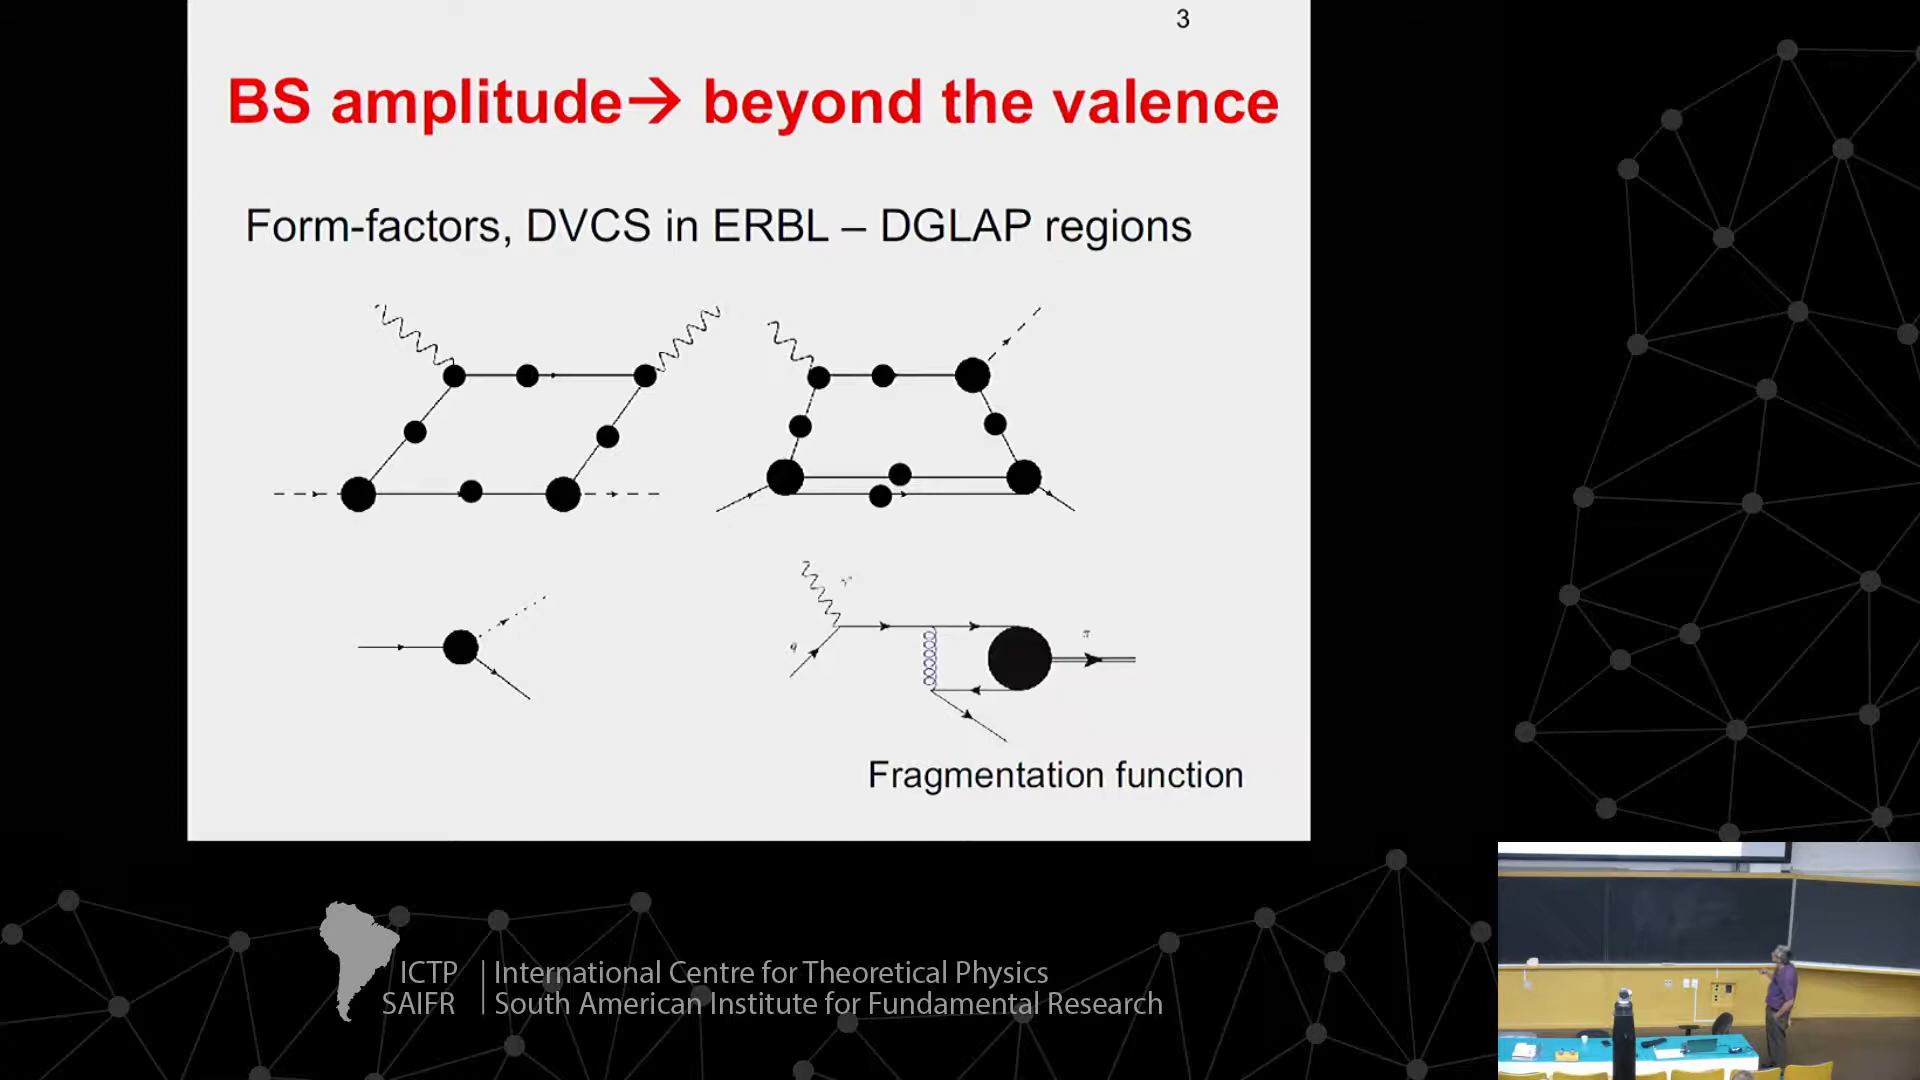 3
BS amplitude→ beyond the valence
Form-factors, DVCS in ERBL – DGLAP regions
q
π
Fragmentation function
ICTP | International Centre for Theoretical Physics
SAIFR | South American Institute for Fundamental Research